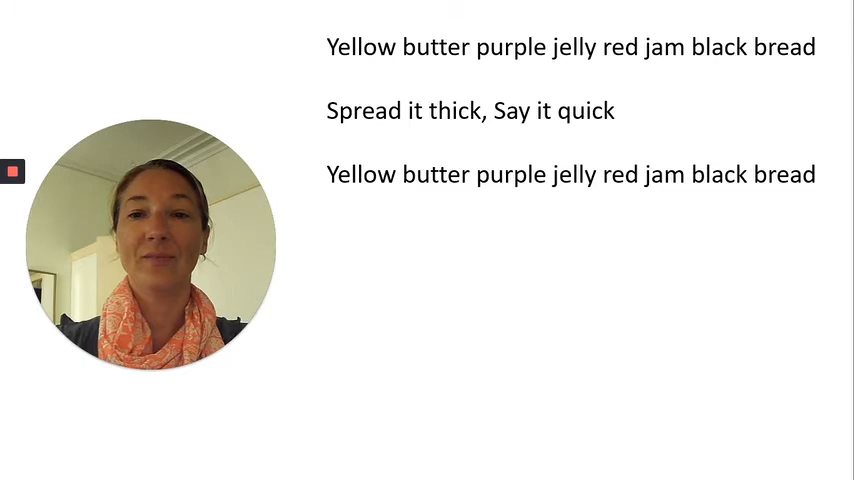 Yellow butter purple jelly red jam black bread
Spread it thick, Say it quick
Yellow butter purple jelly red jam black bread